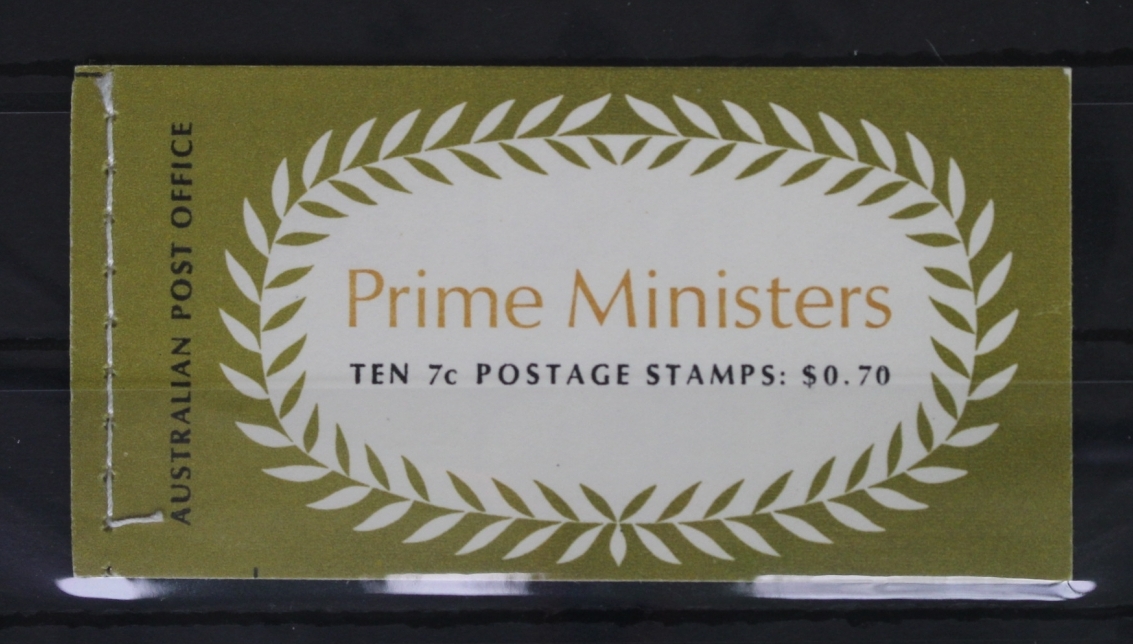 AUSTRALIAN POST OFFICE
Prime Ministers
TEN 7c POSTAGE STAMPS: $0.70